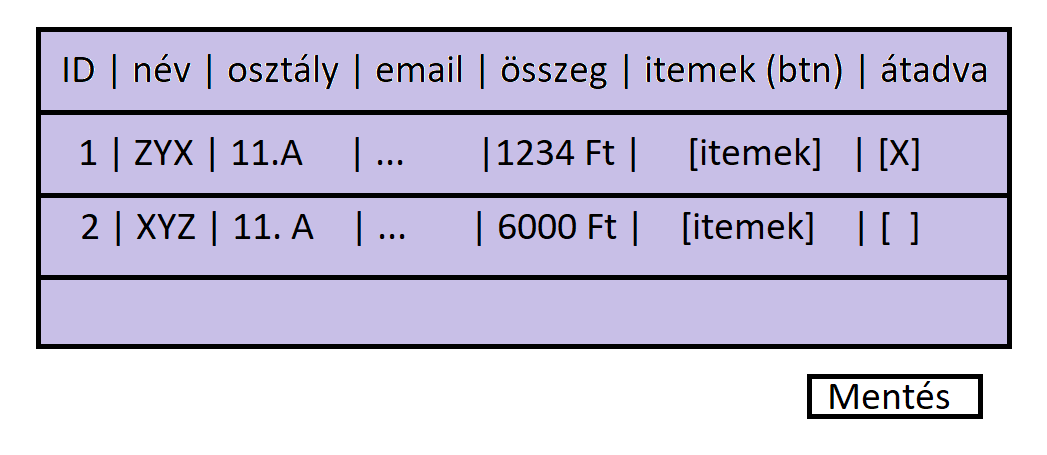 ID | név | osztály | email | összeg | itemek (btn) | átadva
1 | ZYX | 11.A | ... |1234 Ft | [itemek] | [X]
2 | XYZ | 11. A | ... | 6000 Ft | [itemek] | [ ]
Mentés